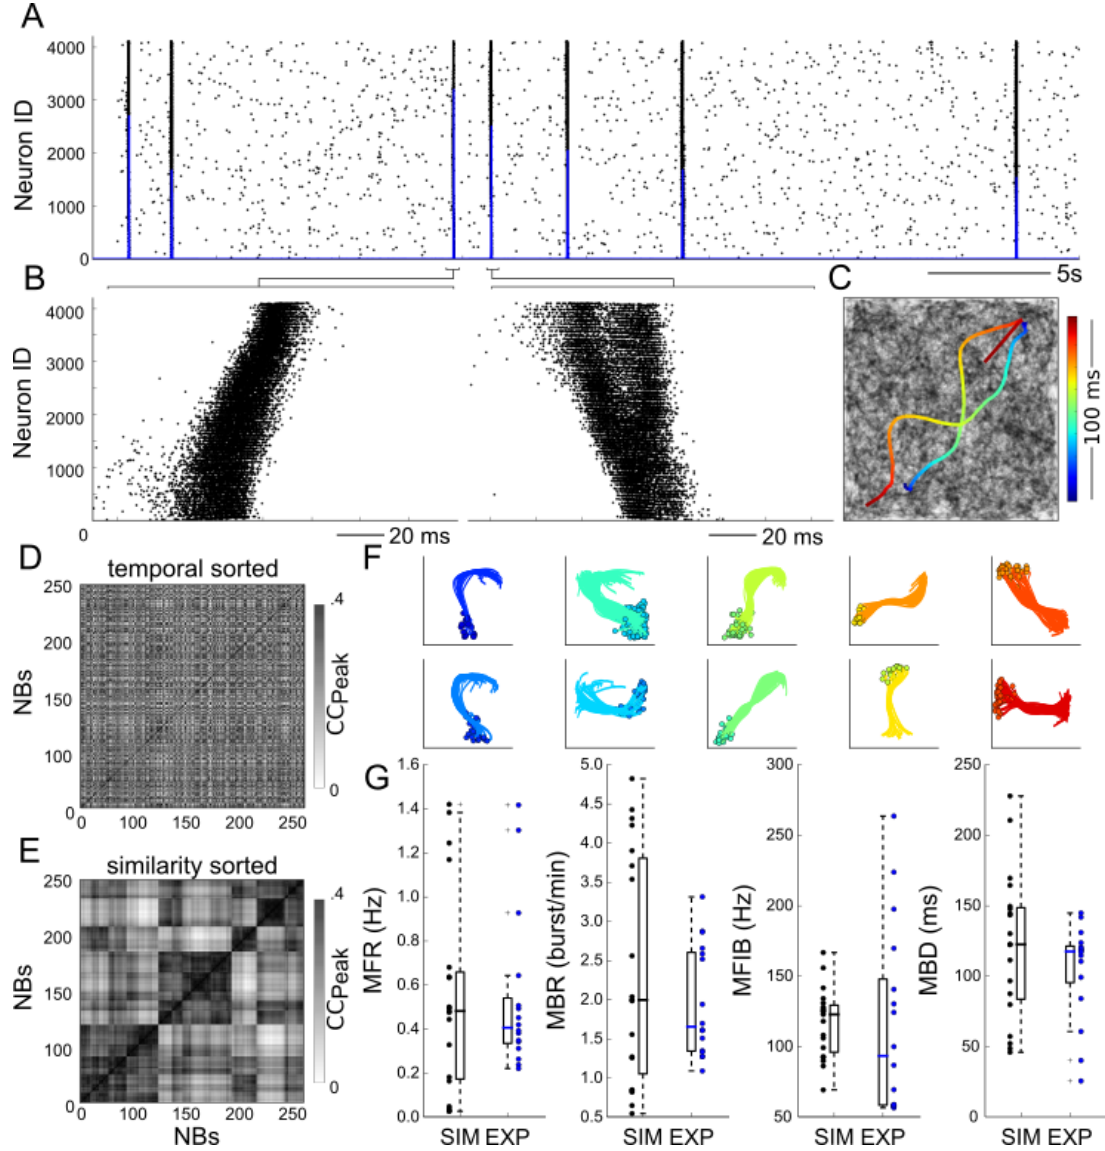 A
Neuron ID
4000
3000
2000
1000
0
5s
B
Neuron ID
4000
3000
2000
1000
0
20 ms
20 ms
C
100 ms
D
temporal sorted
NBs
250
200
150
100
50
0
0
100
150
200
250
.4
CCPeak
0
E
similarity sorted
NBs
250
200
150
100
50
0
0
100
150
200
250
NBs
.4
CCPeak
0
F
G
MFR (Hz)
1.6
1.4
1.2
1.0
0.8
0.6
0.4
0.2
0.0
SIM EXP
MBR (burst/min)
5.0
4.5
4.0
3.5
3.0
2.5
2.0
1.5
1.0
0.5
SIM EXP
MFIB (Hz)
300
250
200
150
100
50
SIM EXP
MBD (ms)
250
200
150
100
50
0
SIM EXP